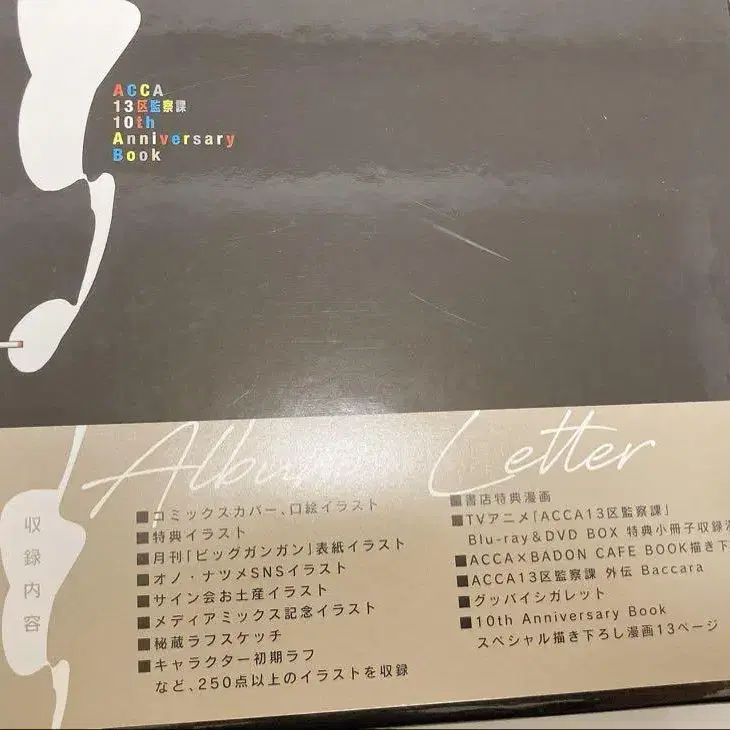 ACCA
13区監察課
10th
Anniversary
Book
収録内容
Album
■コミックスカバー、口絵イラスト
■特典イラスト
■月刊「ビッグガンガン」表紙イラスト
■オノ・ナツメSNSイラスト
■サイン会お土産イラスト
■メディアミックス記念イラスト
■秘蔵ラフスケッチ
■キャラクター初期ラフ
など、250点以上のイラストを収録
Letter
■書店特典漫画
■TVアニメ「ACCA13区監察課」
Blu-ray&DVD BOX 特典小冊子収録
■ACCA×BADON CAFE BOOK描き下
■ACCA13区監察課 外伝 Baccara
■グッバイシガレット
■10th Anniversary Book
スペシャル描き下ろし漫画13ページ